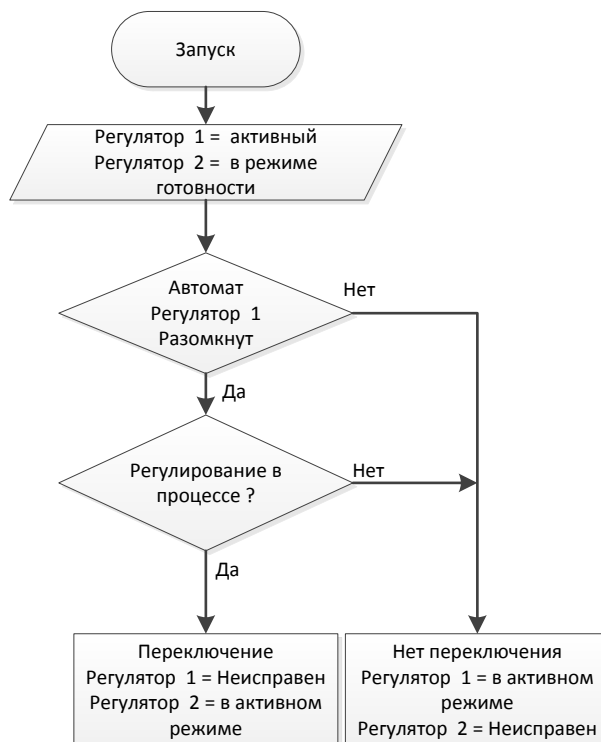 Запуск
Регулятор 1 = активный
Регулятор 2 = в режиме
готовности
Автомат
Регулятор 1
Разомкнут
Нет
Да
Регулирование в
процессе ?
Нет
Да
Переключение
Регулятор 1 = Неисправен
Регулятор 2 = в активном
режиме
Нет переключения
Регулятор 1 = в активном
режиме
Регулятор 2 = Неисправен